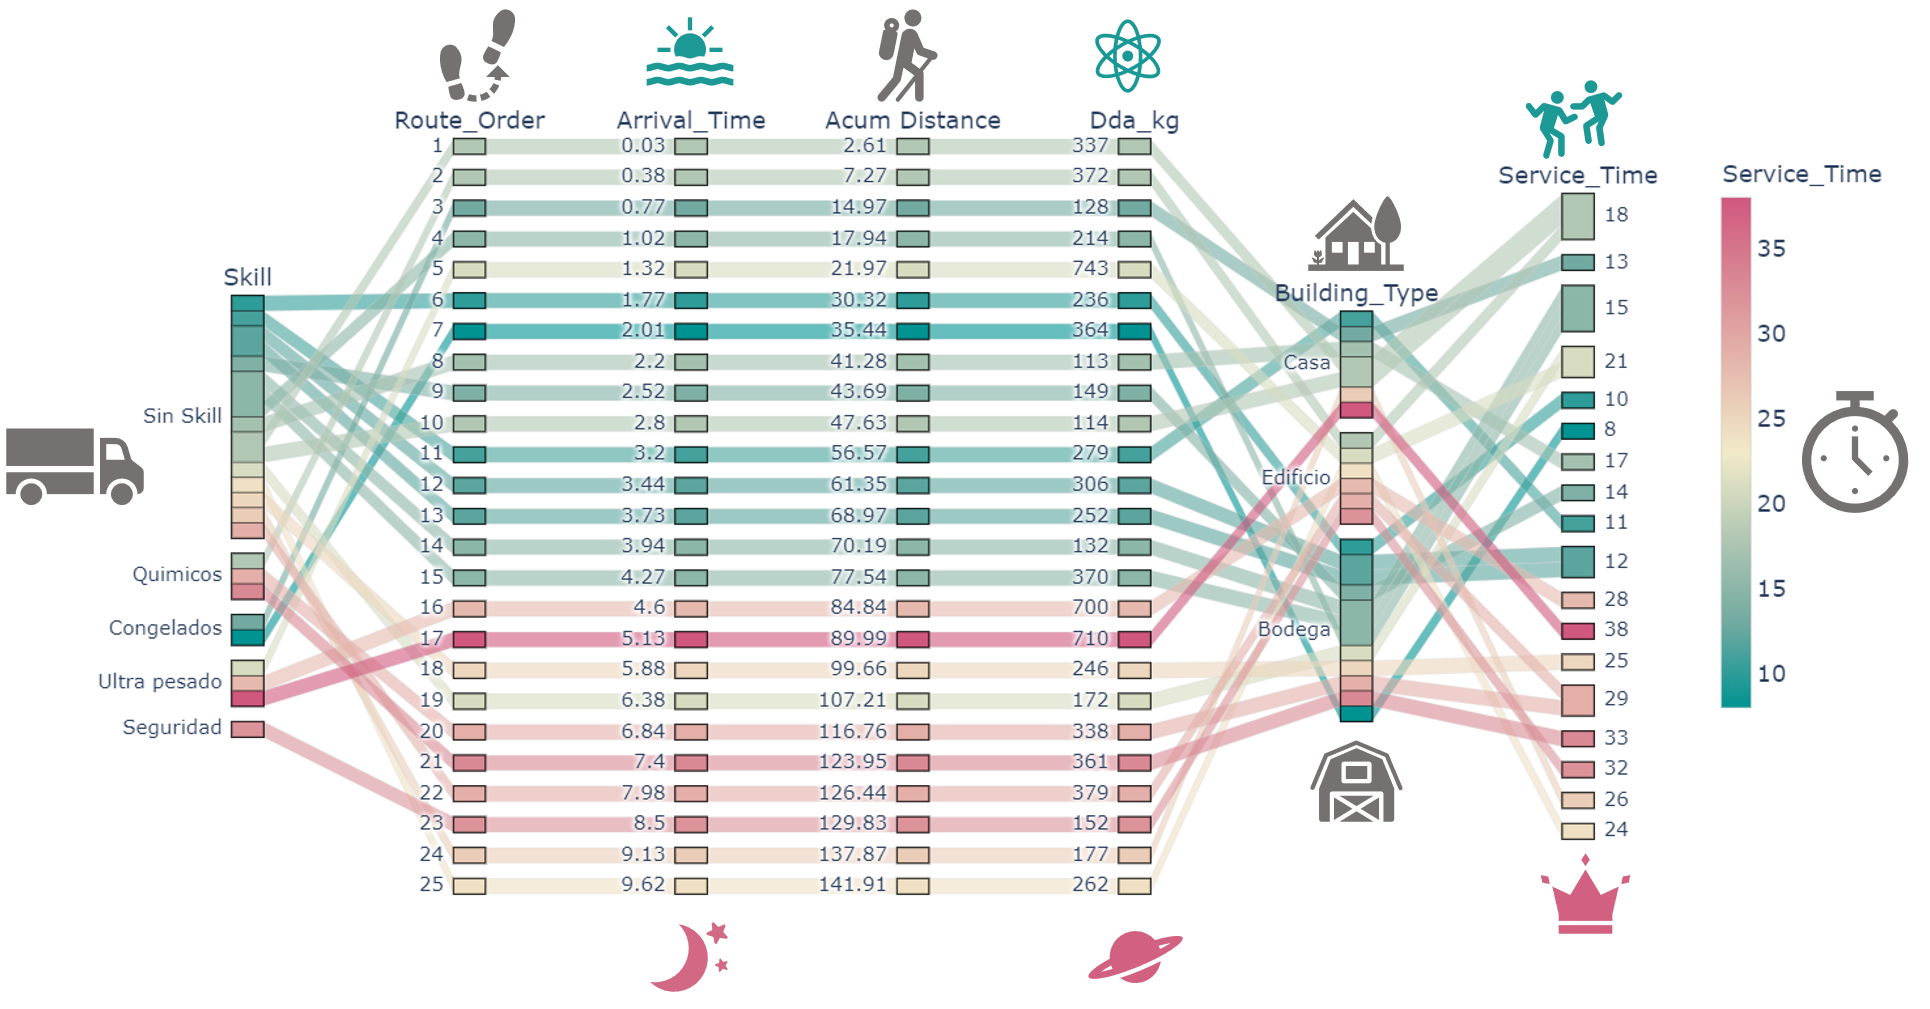 Route_Order Arrival_Time Acum Distance Dda_kg
Service_Time Service_Time
Skill
Building_Type
1 0.03 2.61 337
2 0.38 7.27 372
3 0.77 14.97 128
4 1.02 17.94 214
5 1.32 21.97 743
6 1.77 30.32 236
7 2.01 35.44 364
8 2.2 41.28 113
9 2.52 43.69 149
10 2.8 47.63 114
11 3.2 56.57 279
12 3.44 61.35 306
13 3.73 68.97 252
14 3.94 70.19 132
15 4.27 77.54 370
16 4.6 84.84 700
17 5.13 89.99 710
18 5.88 99.66 246
19 6.38 107.21 172
20 6.84 116.76 338
21 7.4 123.95 361
22 7.98 126.44 379
23 8.5 129.83 152
24 9.13 137.87 177
25 9.62 141.91 262
Sin Skill
Quimicos
Congelados
Ultra pesado
Seguridad
Casa
Edificio
Bodega
18
13
15
21
10
8
17
14
11
12
28
38
25
29
33
32
26
24
35
30
25
20
15
10